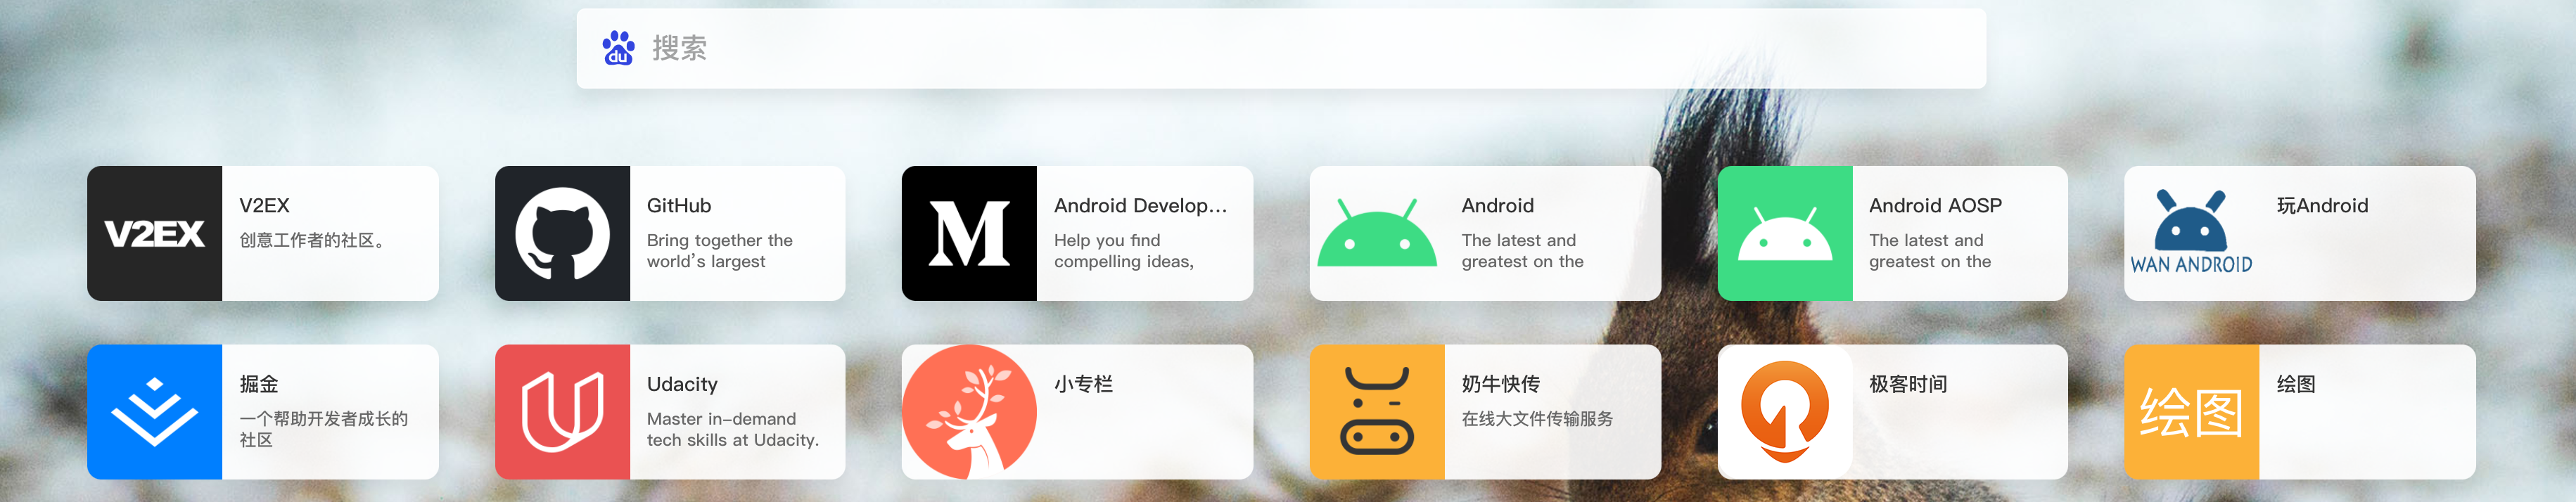 du 搜索
V2EX
V2EX
创意工作者的社区。
GitHub
Bring together the
world's largest
M
Android Develop...
Help you find
compelling ideas,
Android
The latest and
greatest on the
Android AOSP
The latest and
greatest on the
WAN ANDROID
玩Android
掘金
一个帮助开发者成长的
社区
Udacity
Master in-demand
tech skills at Udacity.
小专栏
奶牛快传
在线大文件传输服务
极客时间
绘图
绘图